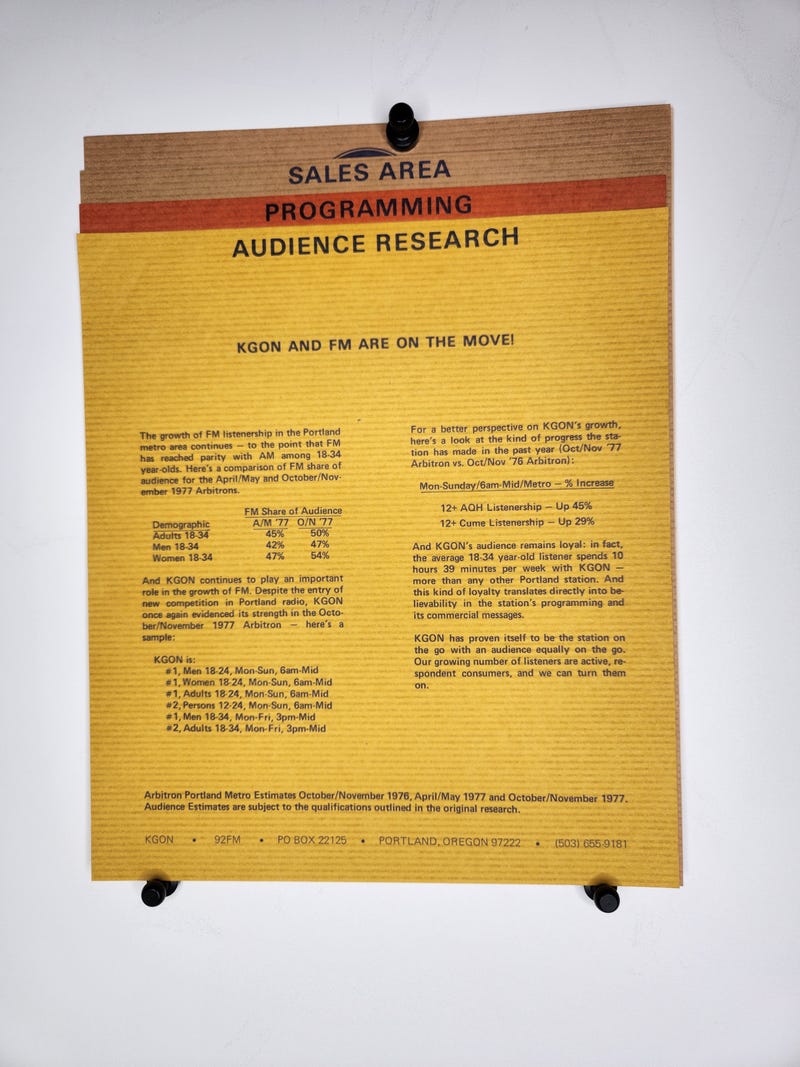 SALES AREA
PROGRAMMING
AUDIENCE RESEARCH
KGON AND FM ARE ON THE MOVE!
The growth of FM listenership in the Portland
metro area continues — to the point that FM
has reached parity with AM among 18-34
year-olds. Here's a comparison of FM share of
audience for the April/May and October/Nov-
ember 1977 Arbitrons.
FM Share of Audience
Demographic A/M '77 O/N '77
Adults 18-34 45% 50%
Men 18-34 42% 47%
Women 18-34 47% 54%
And KGON continues to play an important
role in the growth of FM. Despite the entry of
new competition in Portland radio, KGON
once again evidenced its strength in the Octo-
ber/November 1977 Arbitron — here's a
sample:
KGON is:
#1, Men 18-24, Mon-Sun, 6am-Mid
#1, Women 18-24, Mon-Sun, 6am-Mid
#1, Adults 18-24, Mon-Sun, 6am-Mid
#2, Persons 12-24, Mon-Sun, 6am-Mid
#1, Men 18-34, Mon-Fri, 3pm-Mid
#2, Adults 18-34, Mon-Fri, 3pm-Mid
For a better perspective on KGON's growth,
here's a look at the kind of progress the sta-
tion has made in the past year (Oct/Nov '77
Arbitron vs. Oct/Nov '76 Arbitron):
Mon-Sunday/6am-Mid/Metro — % Increase
12+ AQH Listenership — Up 45%
12+ Cume Listenership — Up 29%
And KGON's audience remains loyal: in fact,
the average 18-34 year-old listener spends 10
hours 39 minutes per week with KGON —
more than any other Portland station. And
this kind of loyalty translates directly into be-
lievability in the station's programming and
its commercial messages.
KGON has proven itself to be the station on
the go with an audience equally on the go.
Our growing number of listeners are active, re-
spondent consumers, and we can turn them
on.
Arbitron Portland Metro Estimates October/November 1976, April/May 1977 and October/November 1977.
Audience Estimates are subject to the qualifications outlined in the original research.
KGON • 92FM • PO BOX 22125 • PORTLAND, OREGON 97222 • (503) 655-9181